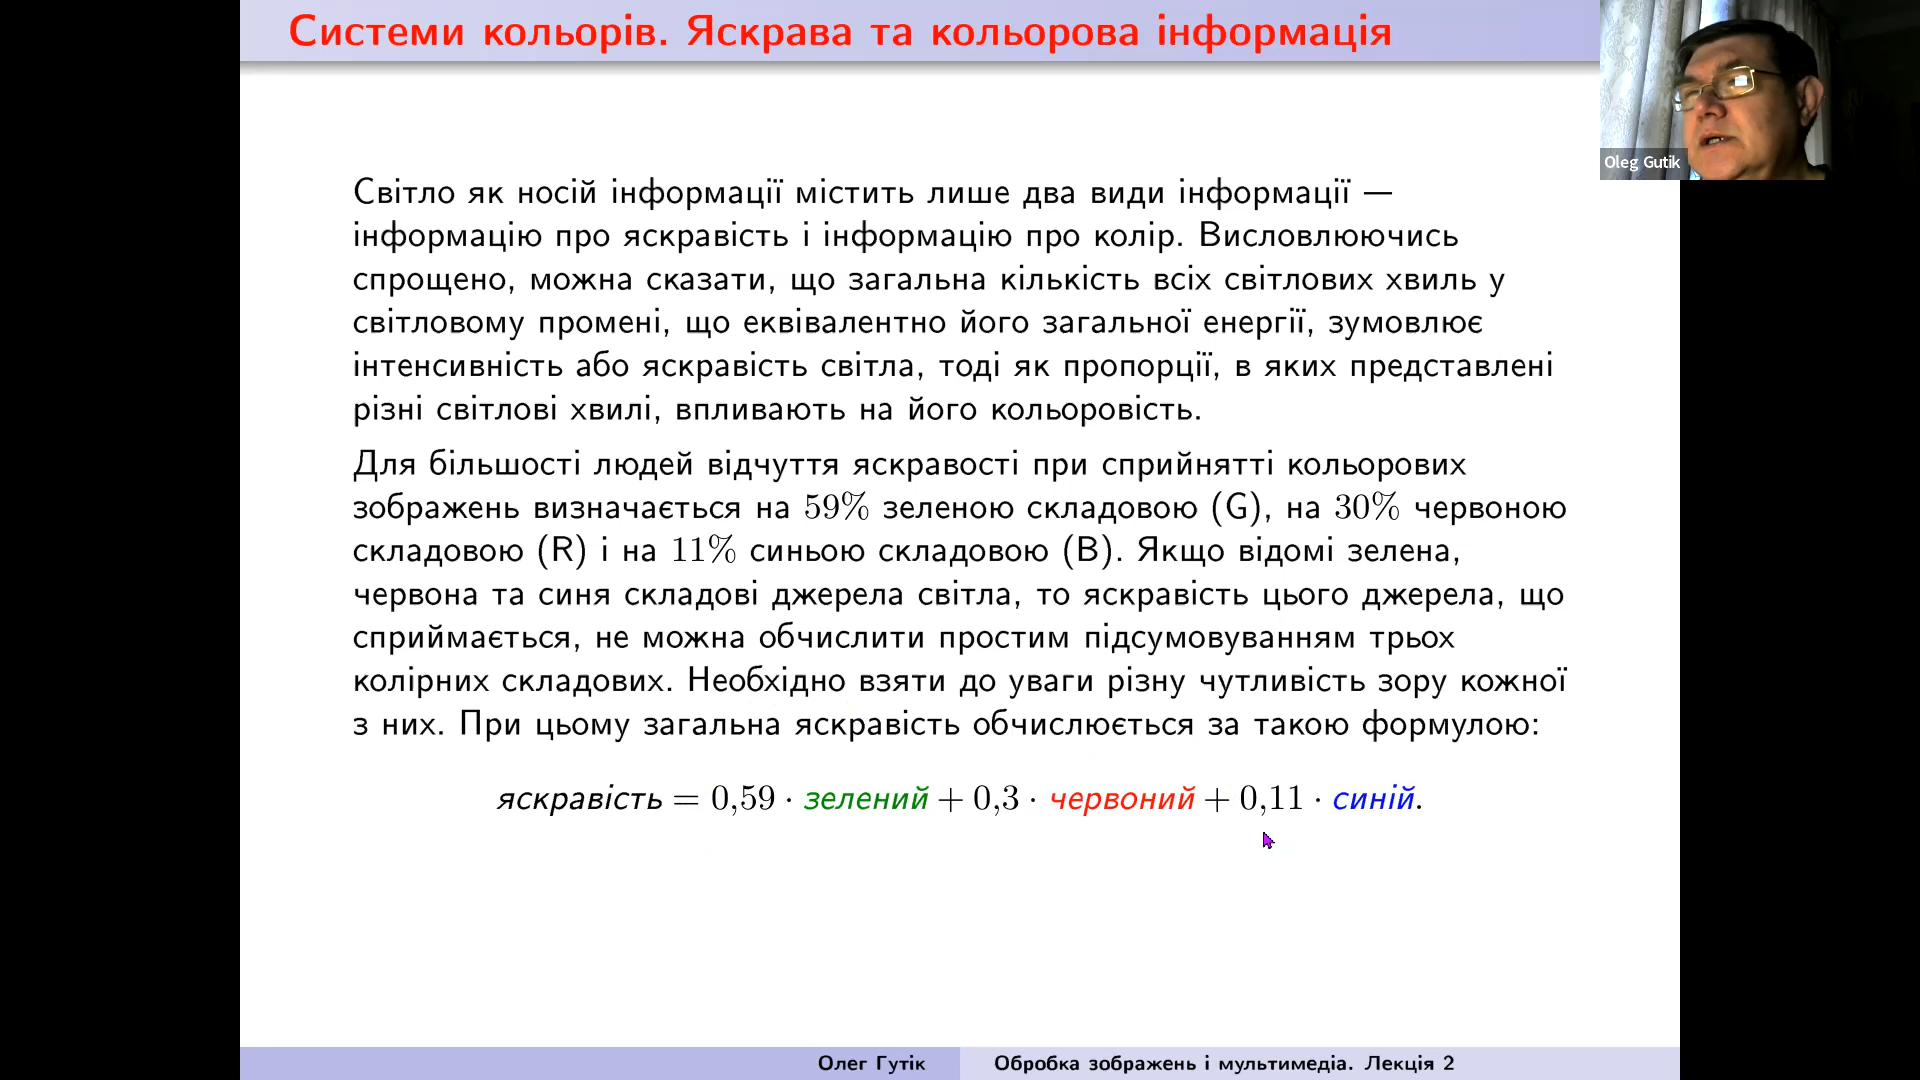 Системи кольорів. Яскрава та кольорова інформація
Oleg Gutik
Світло як носій інформації містить лише два види інформації —
інформацію про яскравість і інформацію про колір. Висловлюючись
спрощено, можна сказати, що загальна кількість всіх світлових хвиль у
світловому промені, що еквівалентно його загальної енергії, зумовлює
інтенсивність або яскравість світла, тоді як пропорції, в яких представлені
різні світлові хвилі, впливають на його кольоровість.
Для більшості людей відчуття яскравості при сприйнятті кольорових
зображень визначається на 59% зеленою складовою (G), на 30% червоною
складовою (R) і на 11% синьою складовою (B). Якщо відомі зелена,
червона та синя складові джерела світла, то яскравість цього джерела, що
сприймається, не можна обчислити простим підсумовуванням трьох
колірних складових. Необхідно взяти до уваги різну чутливість зору кожної
з них. При цьому загальна яскравість обчислюється за такою формулою:
яскравість = 0,59 · зелений + 0,3 · червоний + 0,11 · синій.
Олег Гутік
Обробка зображень і мультимедіа. Лекція 2